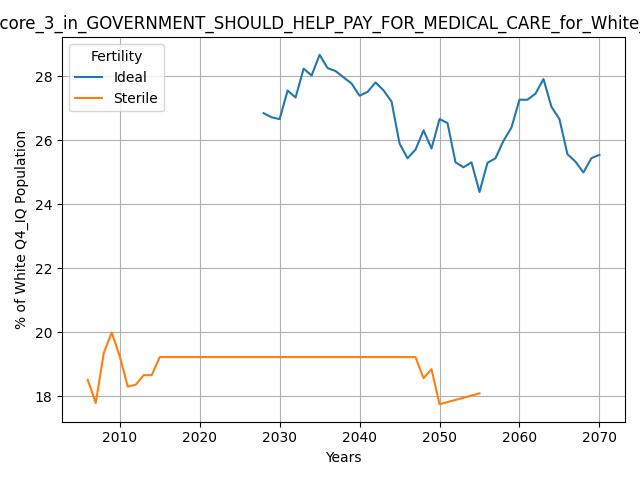 core_3_in_GOVERNMENT_SHOULD_HELP_PAY_FOR_MEDICAL_CARE_for_White_
Fertility
Ideal
Sterile
28
26
24
22
20
18
% of White Q4_IQ Population
2010 2020 2030 2040 2050 2060 2070
Years